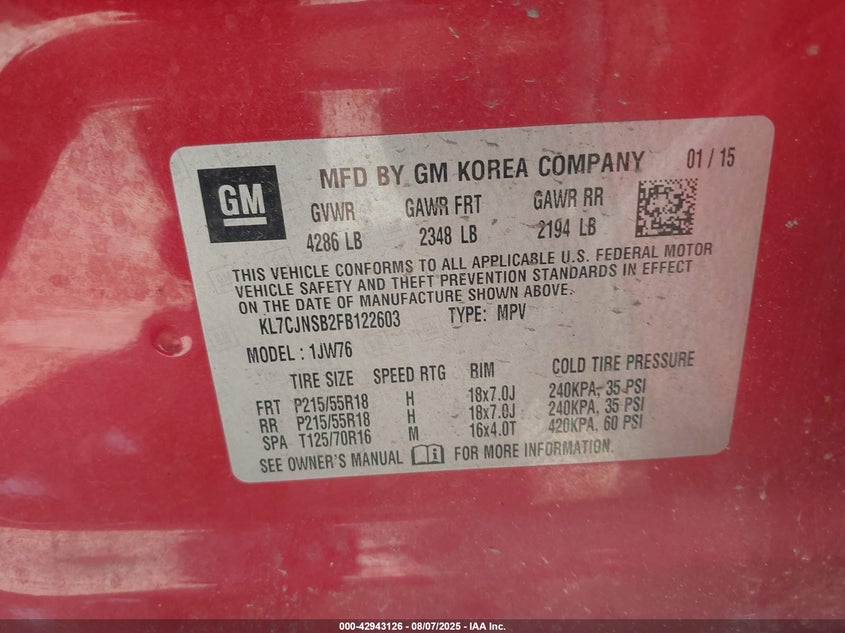 GM
MFD BY GM KOREA COMPANY 01 / 15
GVWR GAWR FRT GAWR RR
4286 LB 2348 LB 2194 LB
THIS VEHICLE CONFORMS TO ALL APPLICABLE U.S. FEDERAL MOTOR
VEHICLE SAFETY AND THEFT PREVENTION STANDARDS IN EFFECT
ON THE DATE OF MANUFACTURE SHOWN ABOVE.
KL7CJNSB2FB122603 TYPE: MPV
MODEL : 1JW76
TIRE SIZE SPEED RTG RIM COLD TIRE PRESSURE
FRT P215/55R18 H 18x7.0J 240KPA, 35 PSI
RR P215/55R18 H 18x7.0J 240KPA, 35 PSI
SPA T125/70R16 M 16x4.0T 420KPA, 60 PSI
SEE OWNER'S MANUAL FOR MORE INFORMATION.
000-42943126 - 08/07/2025 - IAA Inc.